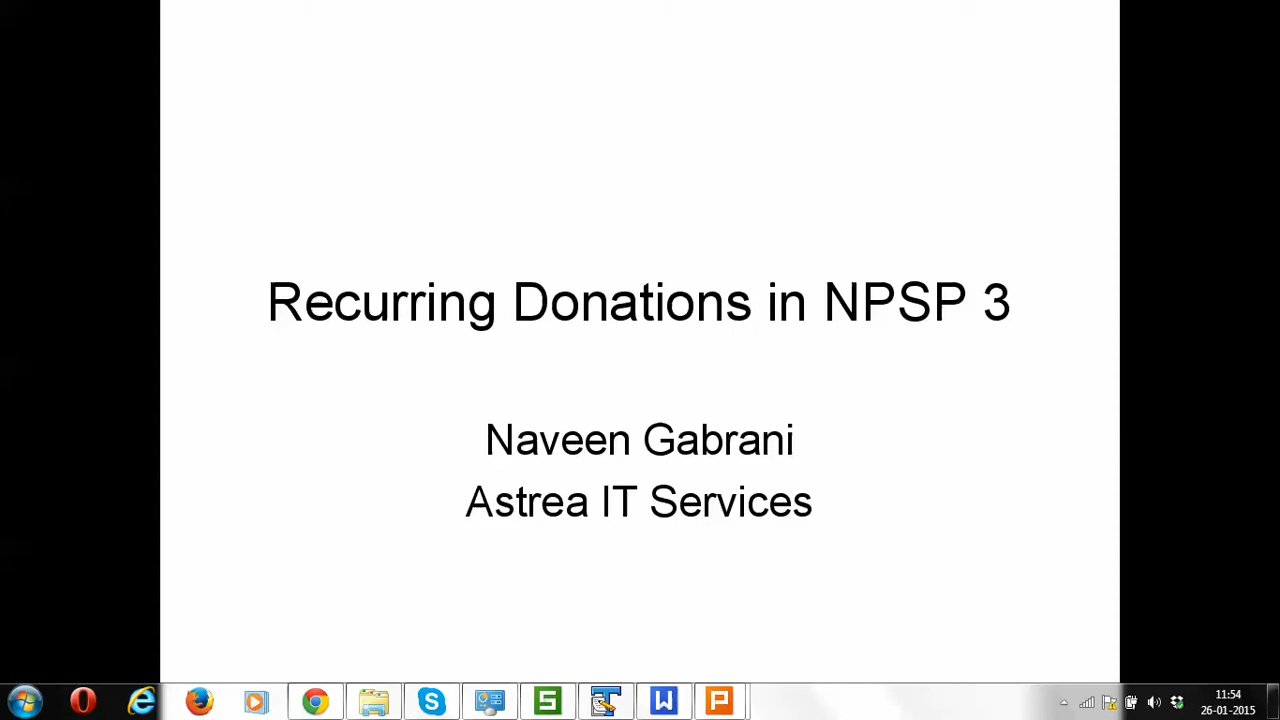 Recurring Donations in NPSP 3
Naveen Gabrani
Astrea IT Services
S
W
P
11:54
26-01-2015